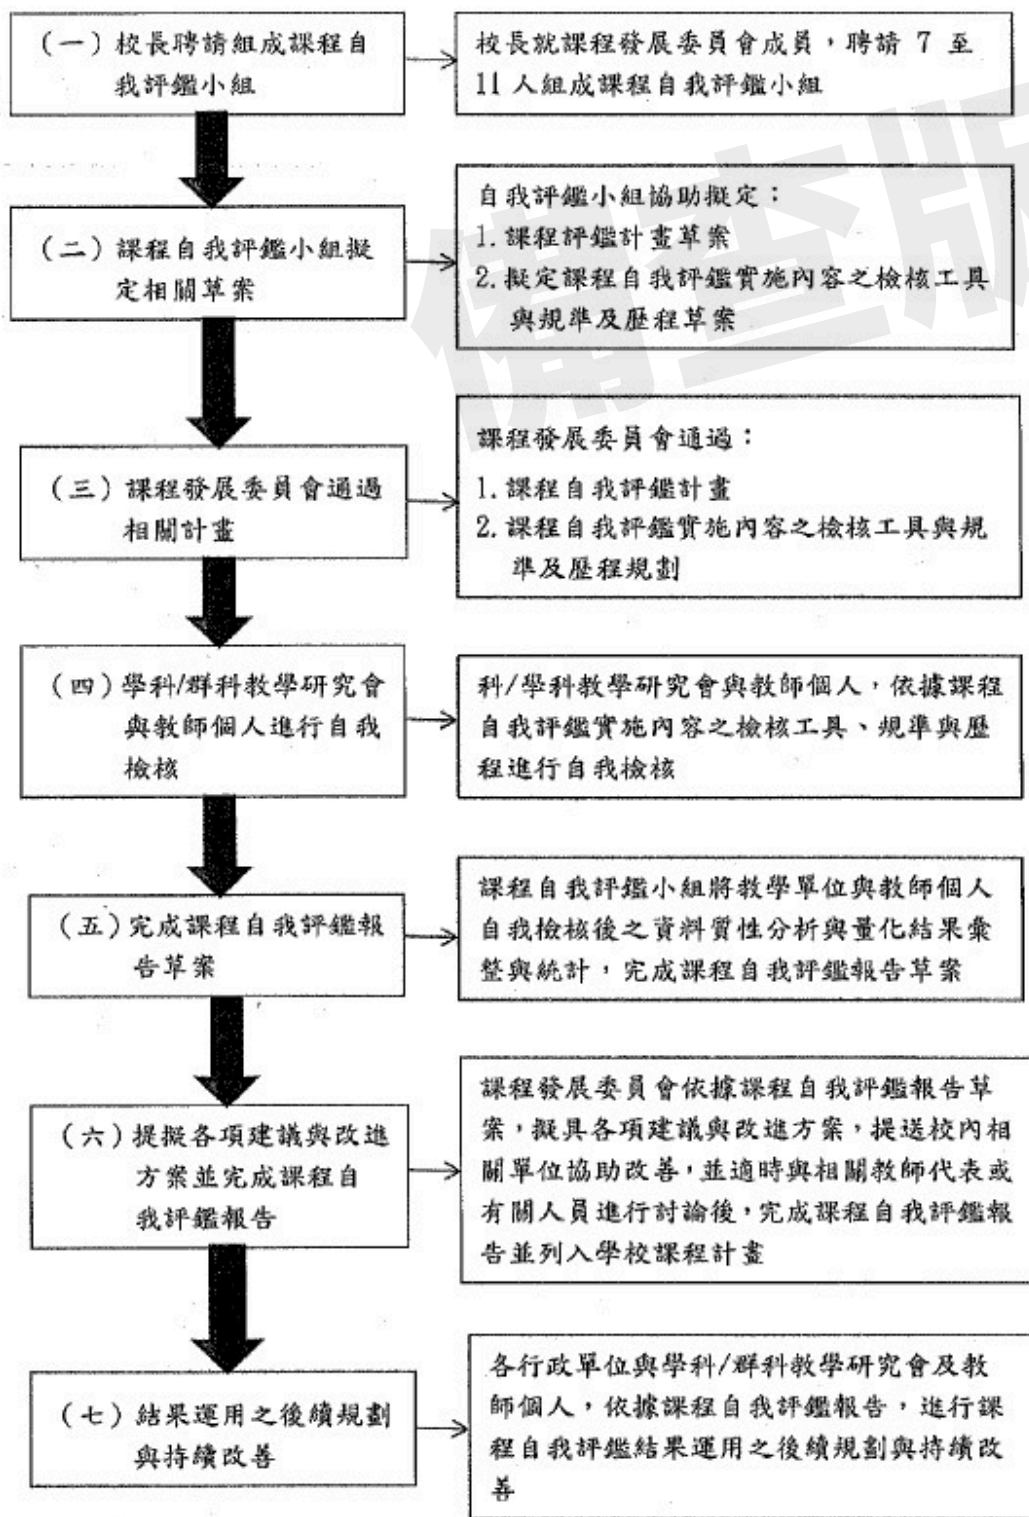 （一）校長聘請組成課程自
我評鑑小組
校長就課程發展委員會成員，聘請 7 至
11 人組成課程自我評鑑小組
（二）課程自我評鑑小組擬
定相關草案
自我評鑑小組協助擬定：
1. 課程評鑑計畫草案
2. 擬定課程自我評鑑實施內容之檢核工具
與規準及歷程草案
（三）課程發展委員會通過
相關計畫
課程發展委員會通過：
1. 課程自我評鑑計畫
2. 課程自我評鑑實施內容之檢核工具與規
準及歷程規劃
（四）學科/群科教學研究會
與教師個人進行自我
檢核
科/學科教學研究會與教師個人，依據課程
自我評鑑實施內容之檢核工具、規準與歷
程進行自我檢核
（五）完成課程自我評鑑報
告草案
課程自我評鑑小組將教學單位與教師個人
自我檢核後之資料質性分析與量化結果彙
整與統計，完成課程自我評鑑報告草案
（六）提擬各項建議與改進
方案並完成課程自
我評鑑報告
課程發展委員會依據課程自我評鑑報告草
案，擬具各項建議與改進方案，提送校內相
關單位協助改善，並適時與相關教師代表或
有關人員進行討論後，完成課程自我評鑑報
告並列入學校課程計畫
（七）結果運用之後續規劃
與持續改善
各行政單位與學科/群科教學研究會及教
師個人，依據課程自我評鑑報告，進行課
程自我評鑑結果運用之後續規劃與持續改
善
備查版